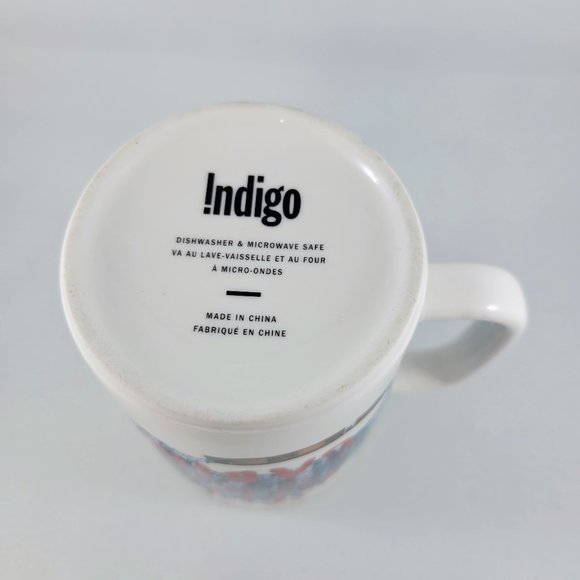 !ndigo
DISHWASHER & MICROWAVE SAFE
VA AU LAVE-VAISSELLE ET AU FOUR
À MICRO-ONDES
MADE IN CHINA
FABRIQUÉ EN CHINE